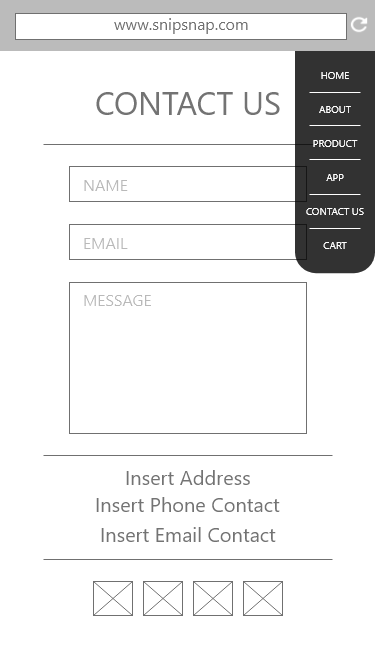 www.snipsnap.com
HOME
ABOUT
PRODUCT
APP
CONTACT US
CART
CONTACT US
NAME
EMAIL
MESSAGE
Insert Address
Insert Phone Contact
Insert Email Contact